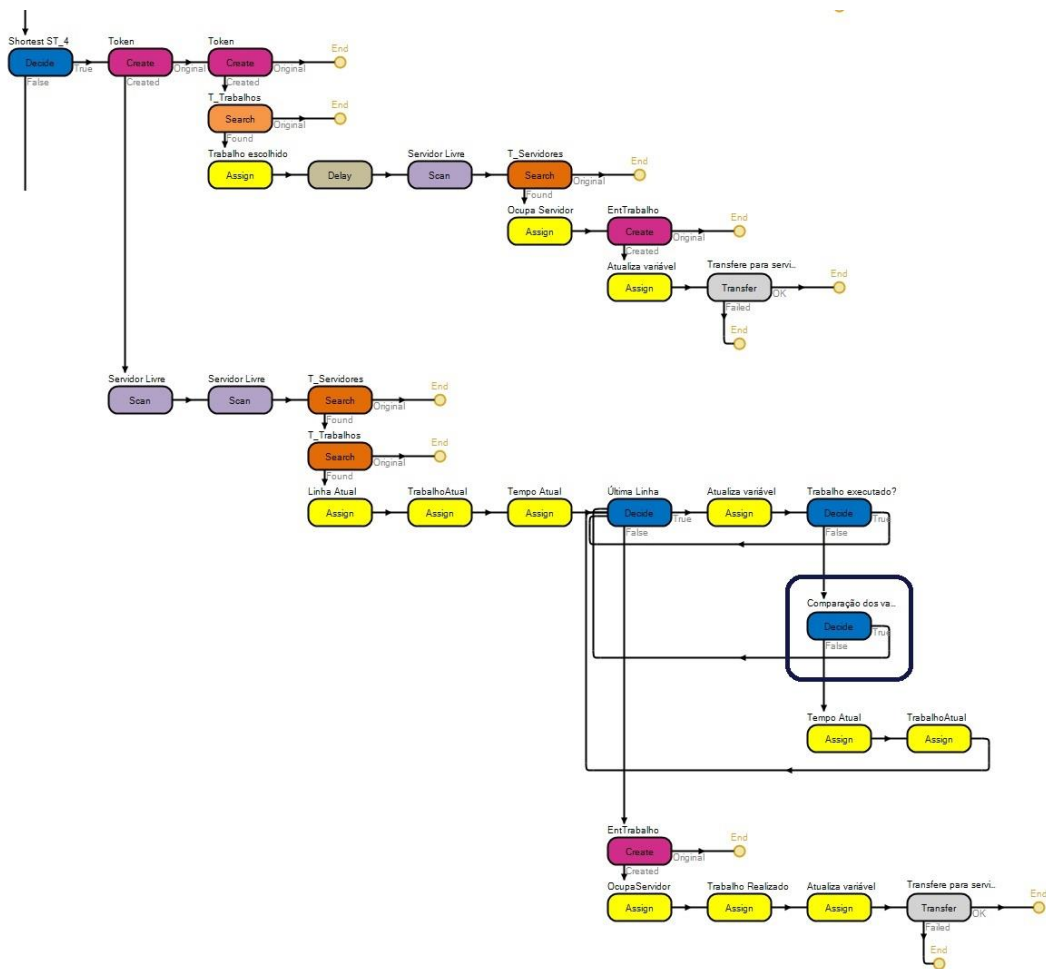 Shortest ST_4 Token Token End
Decide True Create Original Create Original
False Created Created
T_Trabalhos End
Search Original
Found
Trabalho escolhido Servidor Livre T_Servidores End
Assign Delay Scan Search Original
Found
Ocupa Servidor EntTrabalho End
Assign Create Original
Created
Atualiza variável Transfere para servi.. End
Assign Transfer OK
Failed
End
Servidor Livre Servidor Livre T_Servidores End
Scan Scan Search Original
Found
T_Trabalhos End
Search Original
Found
Linha Atual TrabalhoAtual Tempo Atual Última Linha Atualiza variável Trabalho executado?
Assign Assign Assign Decide True Assign Decide True
False False
Comparação dos va..
Decide True
False
Tempo Atual TrabalhoAtual
Assign Assign
EntTrabalho End
Create Original
Created
OcupaServidor Trabalho Realizado Atualiza variável Transfere para servi.. End
Assign Assign Assign Transfer OK
Failed
End